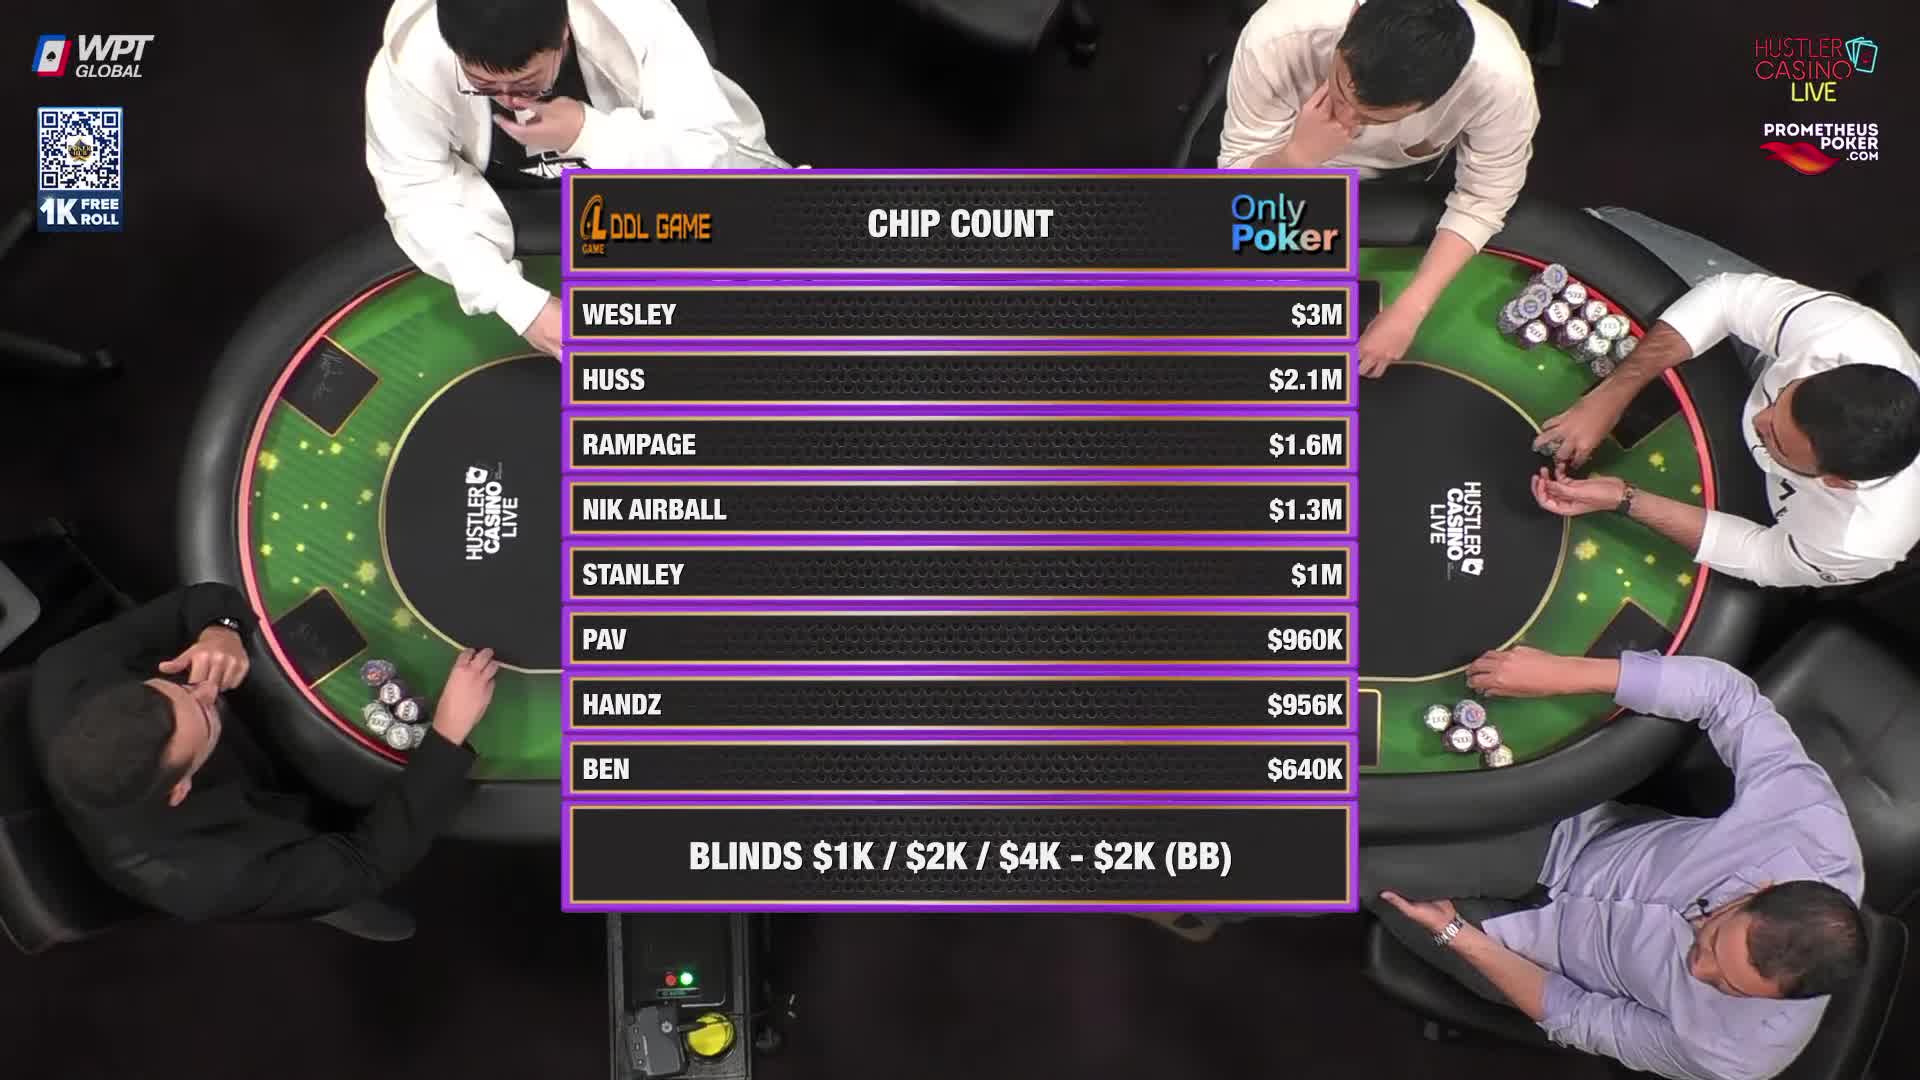 WPT
GLOBAL
1K FREE
ROLL
HUSTLER
CASINO
LIVE
PROMETHEUS
POKER
.COM
DDL GAME
GAME
CHIP COUNT
Only
Poker
WESLEY $3M
HUSS $2.1M
RAMPAGE $1.6M
NIK AIRBALL $1.3M
STANLEY $1M
PAV $960K
HANDZ $956K
BEN $640K
BLINDS $1K / $2K / $4K - $2K (BB)
HUSTLER
CASINO
LIVE
HUSTLER
CASINO
LIVE